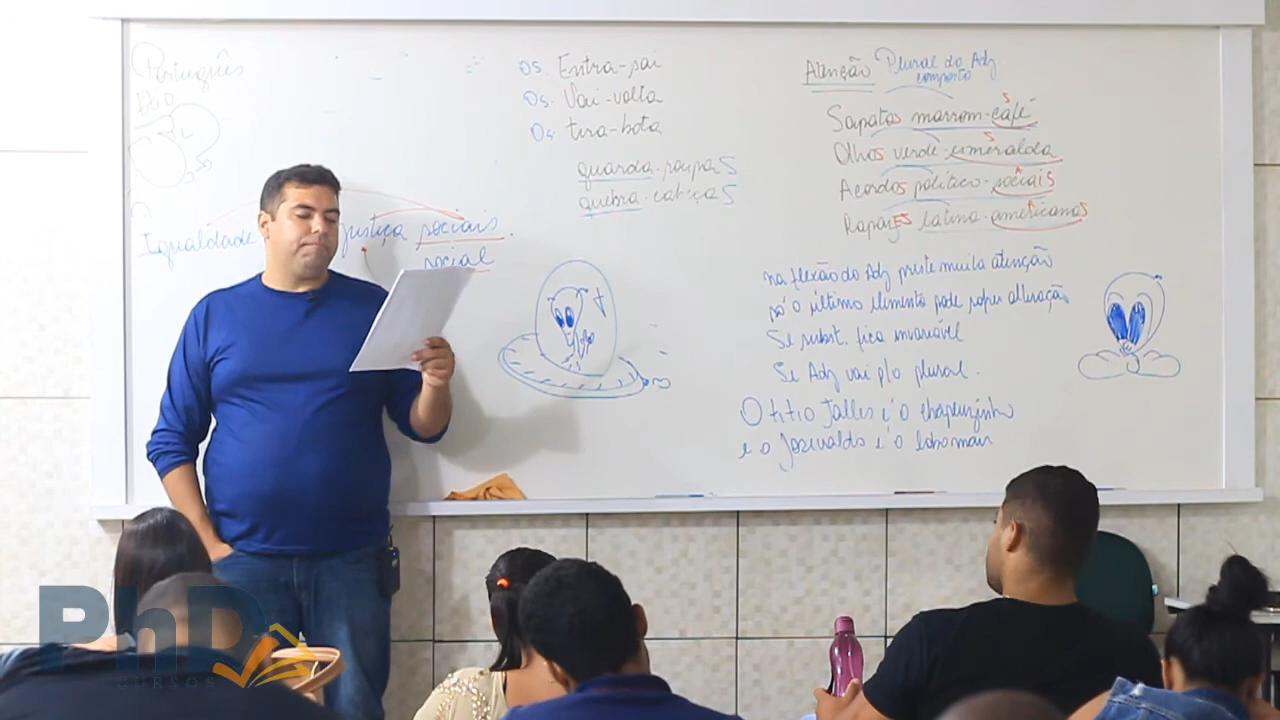 Português
Os. Entra-sai
Os. Vai-volta
Os tira-bota
guarda-roupas
quebra-cabeças
Igualdade
justiça sociais.
social
Atenção
Plural do Adj
composto
Sapatos marrom-café
Olhos verde-esmeralda
Acordos político-sociais
Rapazes latino-americanos
na flexão do Adj preste muita atenção
só o último elemento pode sofrer alteração
Se subst. fica invariável
Se Adj vai p/o plural.
O titio Talles é o chapeuzinho
e o Josivaldo é o lobo mau
PhD
CURSOS